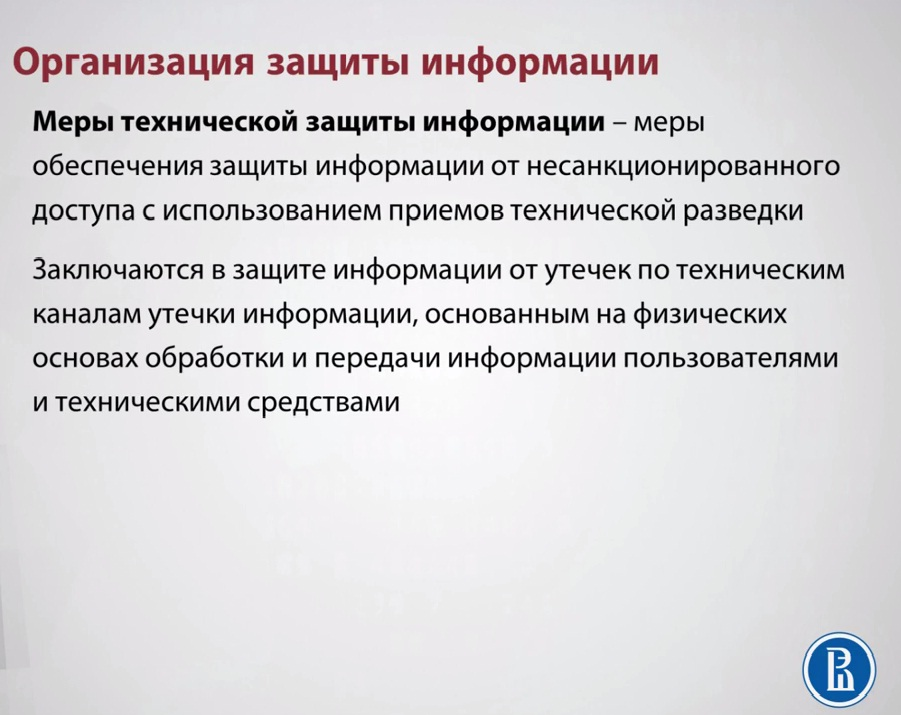 Организация защиты информации
Меры технической защиты информации – меры
обеспечения защиты информации от несанкционированного
доступа с использованием приемов технической разведки
Заключаются в защите информации от утечек по техническим
каналам утечки информации, основанным на физических
основах обработки и передачи информации пользователями
и техническими средствами